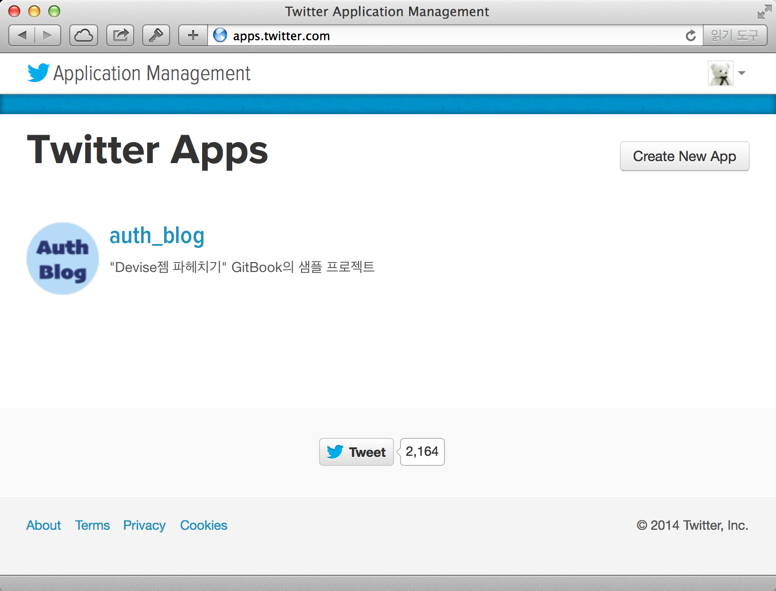 Twitter Application Management
apps.twitter.com
읽기 도구
Application Management
Twitter Apps
Create New App
Auth
Blog
auth_blog
"Devise젬 파헤치기" GitBook의 샘플 프로젝트
Tweet
2,164
About Terms Privacy Cookies
© 2014 Twitter, Inc.